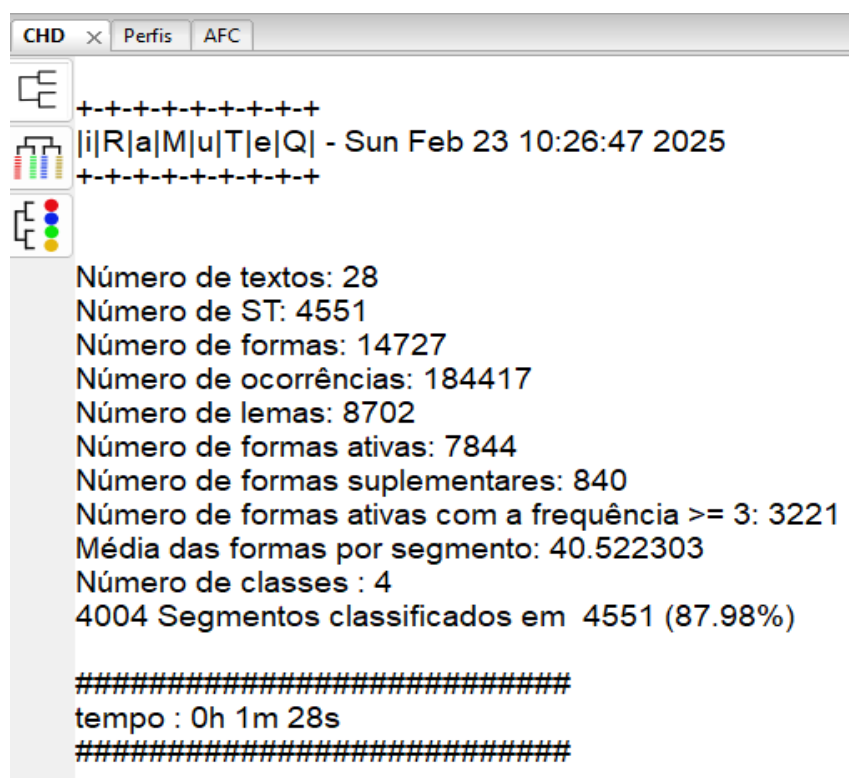 CHD × Perfis AFC
+-+-+-+-+-+-+-+-+
|i|R|a|M|u|T|e|Q| - Sun Feb 23 10:26:47 2025
+-+-+-+-+-+-+-+-+
Número de textos: 28
Número de ST: 4551
Número de formas: 14727
Número de ocorrências: 184417
Número de lemas: 8702
Número de formas ativas: 7844
Número de formas suplementares: 840
Número de formas ativas com a frequência >= 3: 3221
Média das formas por segmento: 40.522303
Número de classes : 4
4004 Segmentos classificados em 4551 (87.98%)
###########################
tempo : 0h 1m 28s
###########################